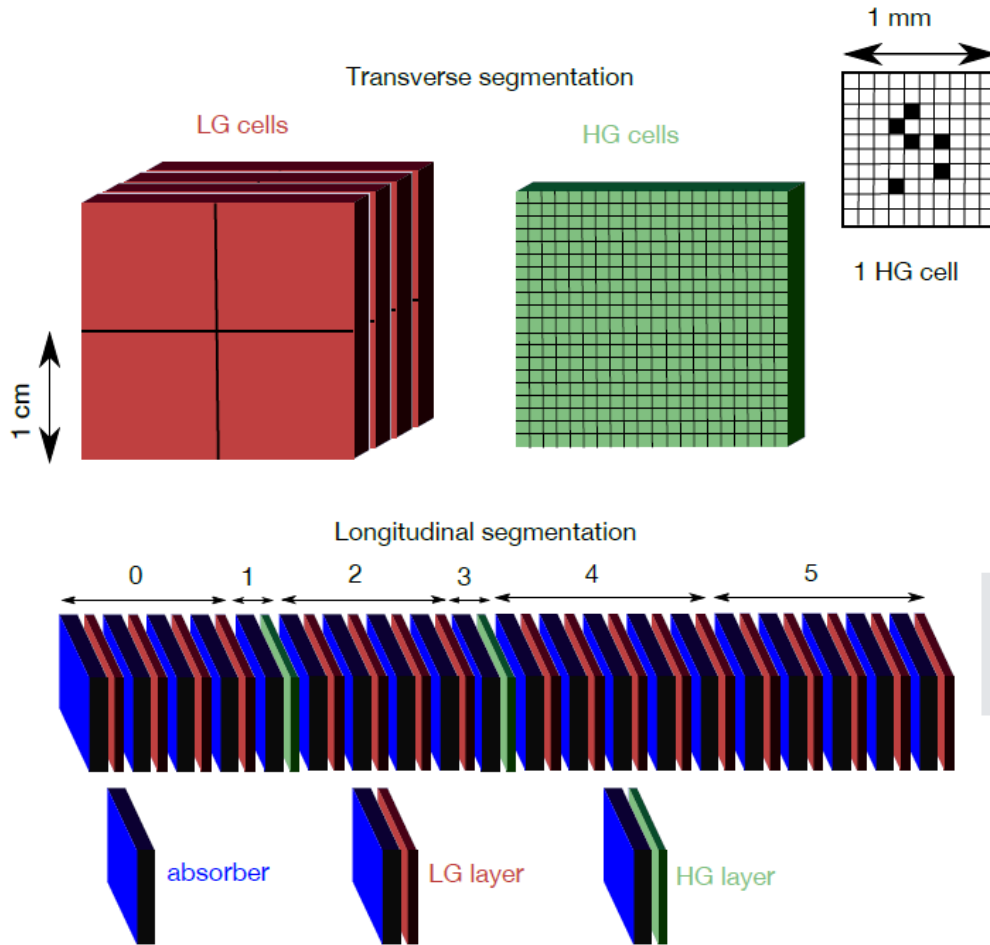 1 mm
Transverse segmentation
LG cells
HG cells
1 HG cell
1 cm
Longitudinal segmentation
0 1 2 3 4 5
absorber
LG layer
HG layer